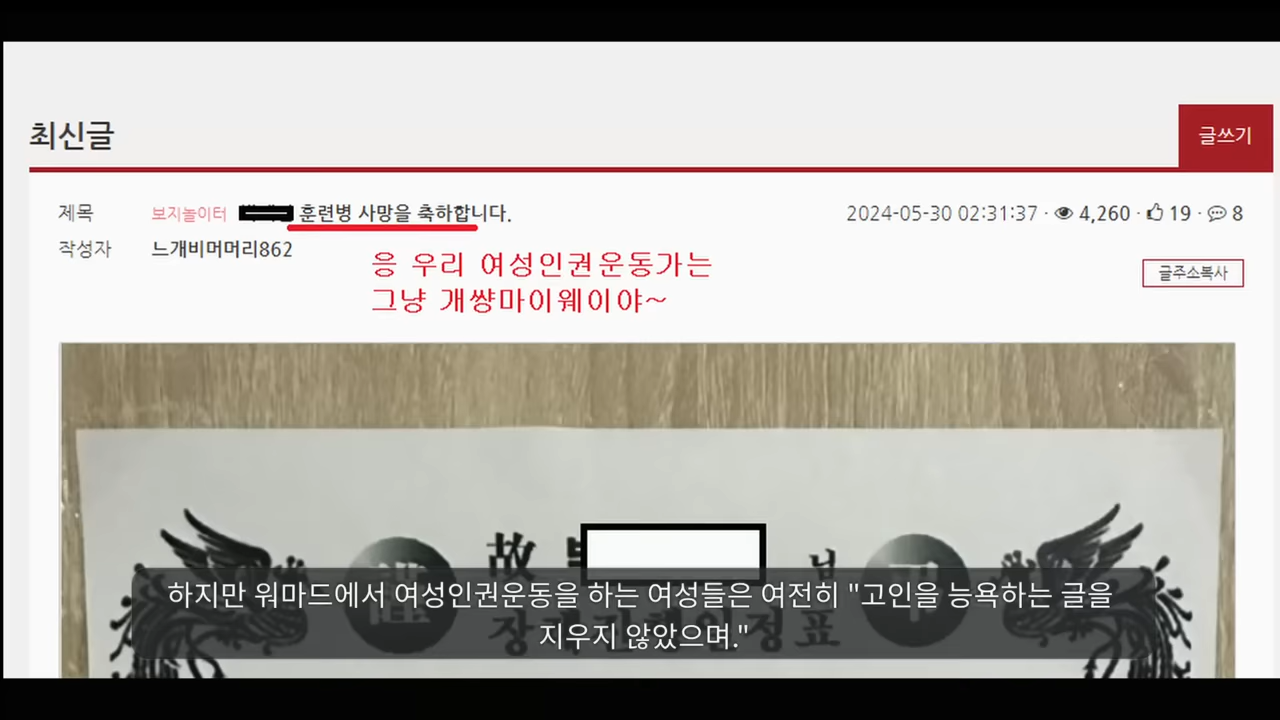 최신글
글쓰기
제목 보지놀이터 훈련병 사망을 축하합니다. 2024-05-30 02:31:37 · 4,260 · 19 · 8
작성자 느개비머머리862
응 우리 여성인권운동가는
그냥 개썅마이웨이야~
글주소복사
故 님
하지만 워마드에서 여성인권운동을 하는 여성들은 여전히 "고인을 능욕하는 글을
지우지 않았으며."